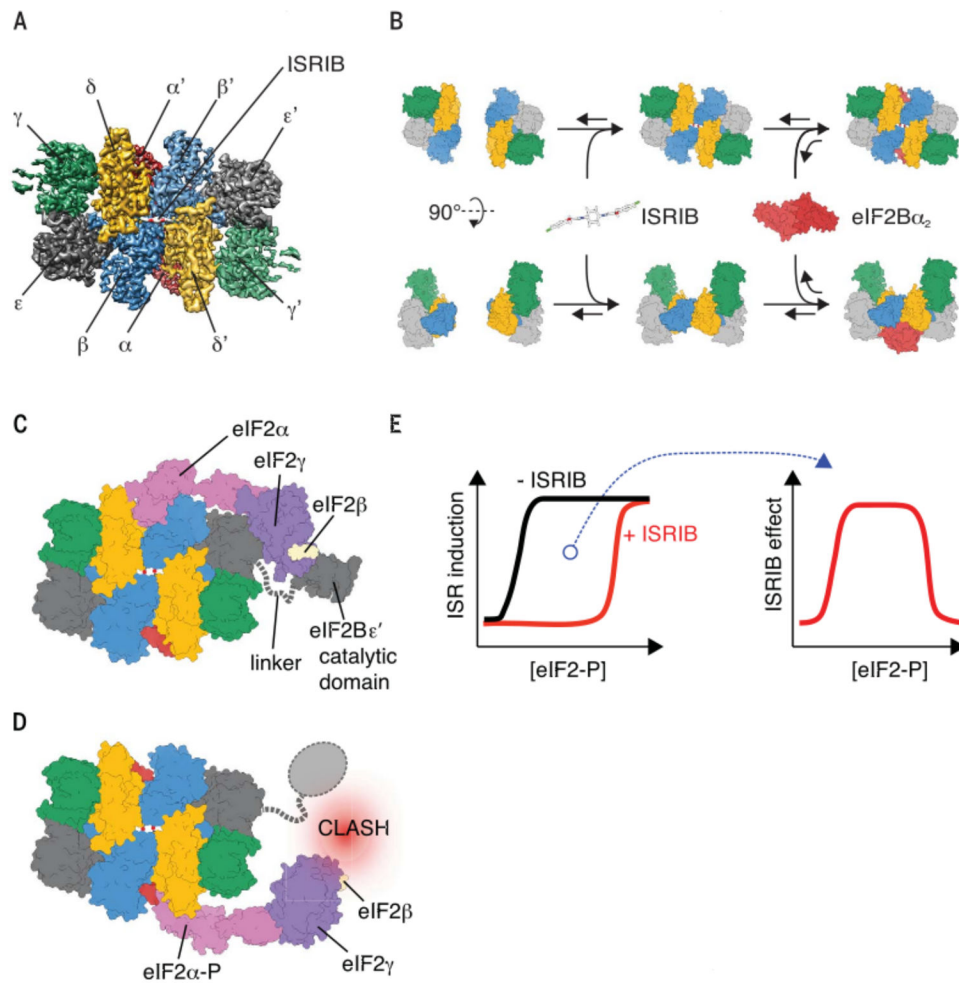 A
ISRIB
δ
α'
β'
ε'
γ
ε
γ'
β
α
δ'
B
90°
ISRIB
eIF2Bα2
C
eIF2α
eIF2γ
eIF2β
linker
eIF2Bε'
catalytic
domain
E
- ISRIB
+ ISRIB
ISR induction
[eIF2-P]
ISRIB effect
[eIF2-P]
D
CLASH
eIF2β
eIF2α-P
eIF2γ